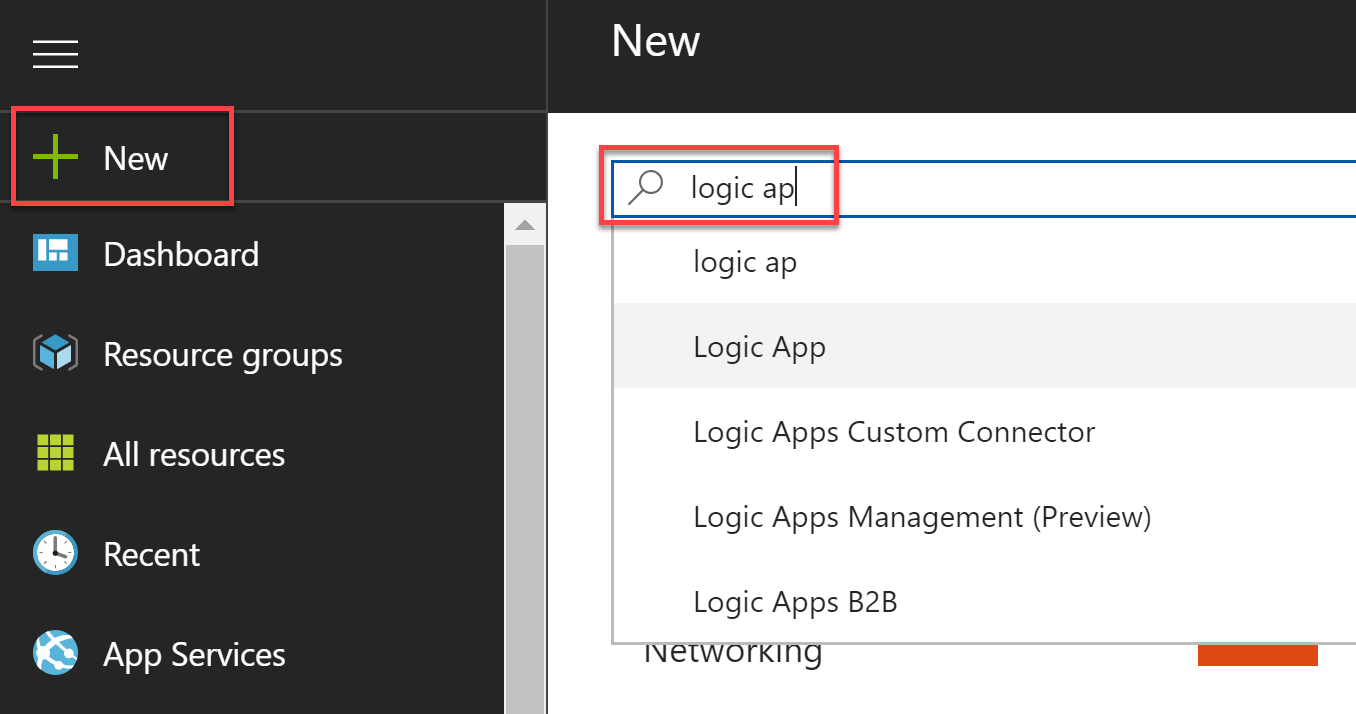 New
New
Dashboard
Resource groups
All resources
Recent
App Services
logic ap
logic ap
Logic App
Logic Apps Custom Connector
Logic Apps Management (Preview)
Logic Apps B2B
Networking